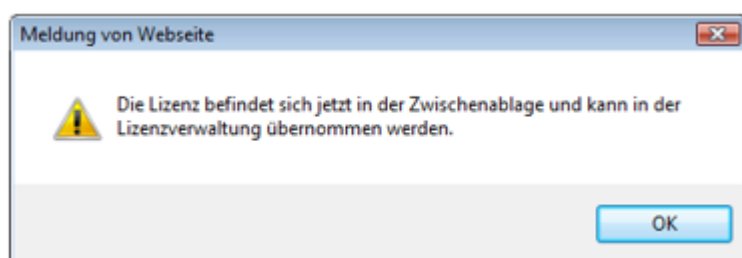 Meldung von Webseite
Die Lizenz befindet sich jetzt in der Zwischenablage und kann in der
Lizenzverwaltung übernommen werden.
OK